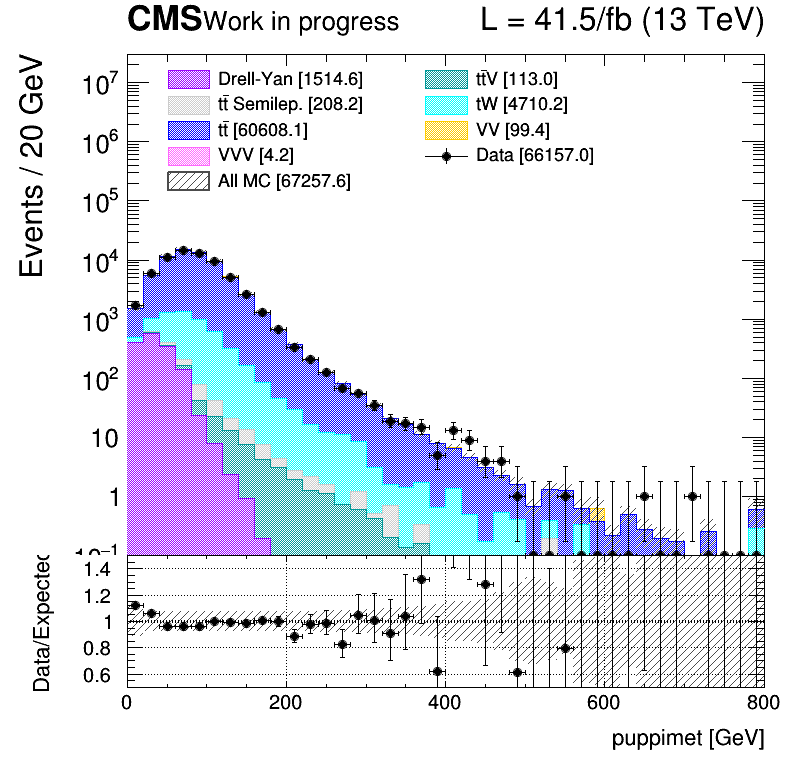 CMS Work in progress L = 41.5/fb (13 TeV)
Events / 20 GeV
10⁷
10⁶
10⁵
10⁴
10³
10²
10
1
10⁻¹
Drell-Yan [1514.6]
tt̄ Semilep. [208.2]
tt̄ [60608.1]
VVV [4.2]
All MC [67257.6]
tt̄V [113.0]
tW [4710.2]
VV [99.4]
Data [66157.0]
Data/Expected
1.4
1.2
1
0.8
0.6
0 200 400 600 800
puppimet [GeV]